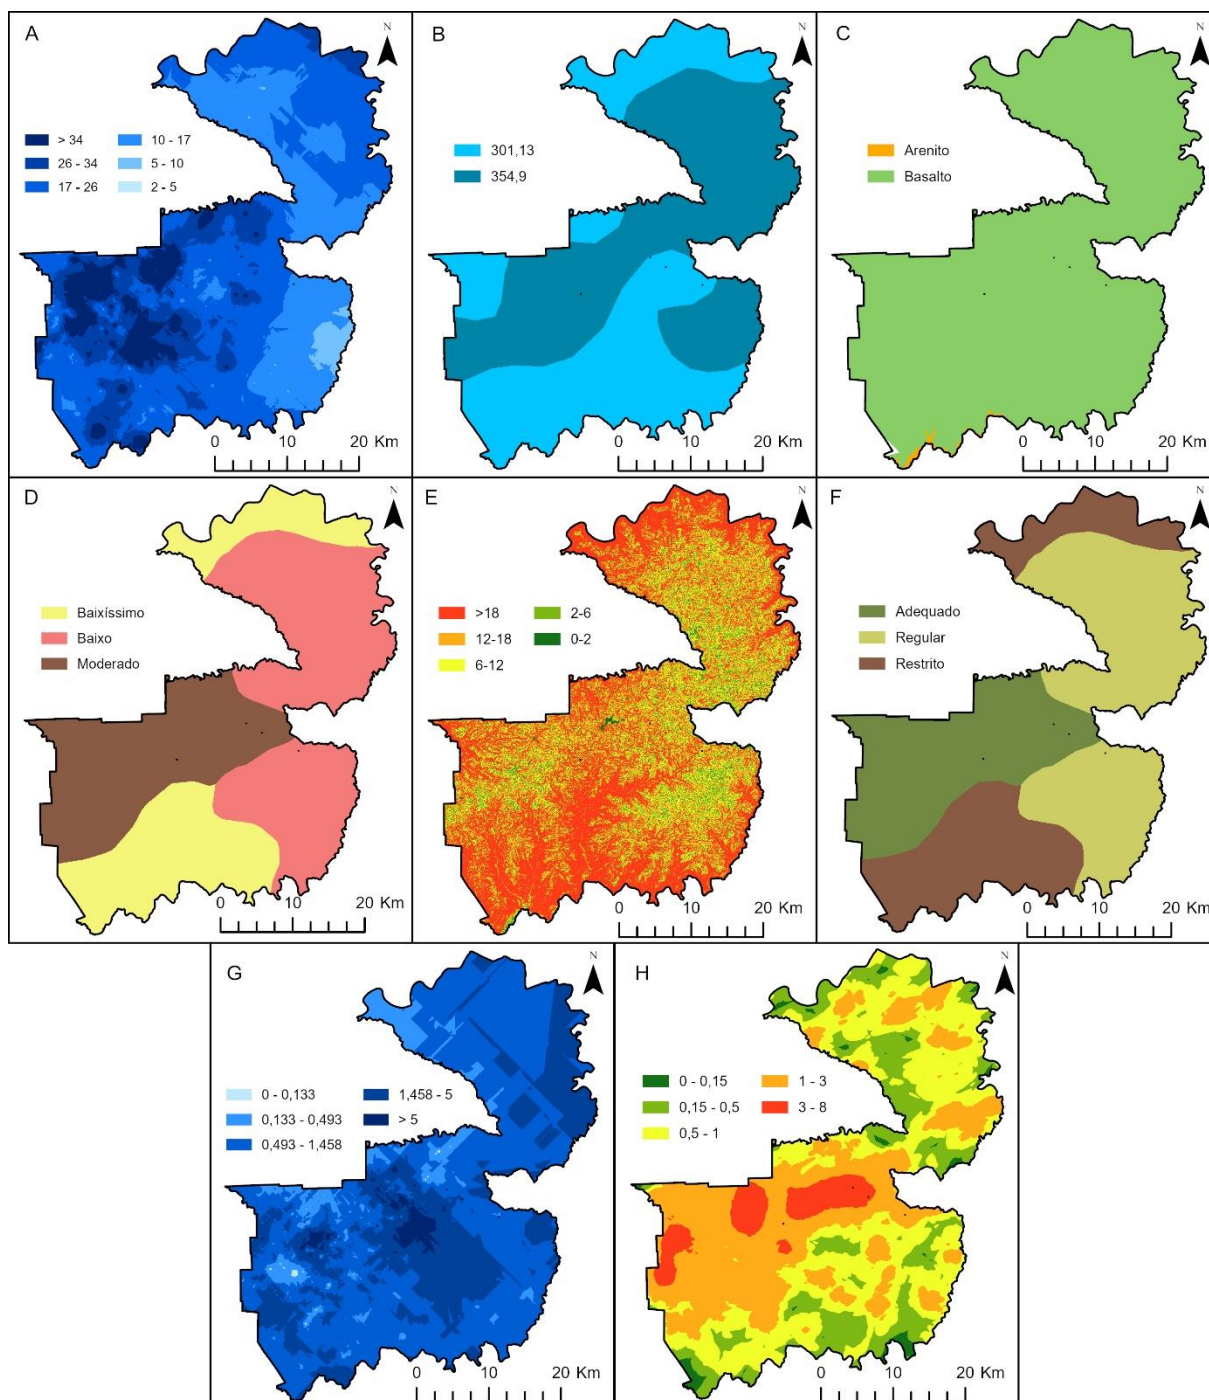 A
N
> 34
10 - 17
26 - 34
5 - 10
17 - 26
2 - 5
0 10 20 Km
B
N
301,13
354,9
0 10 20 Km
C
N
Arenito
Basalto
0 10 20 Km
D
N
Baixíssimo
Baixo
Moderado
0 10 20 Km
E
N
>18
2-6
12-18
0-2
6-12
0 10 20 Km
F
N
Adequado
Regular
Restrito
0 10 20 Km
G
N
0 - 0,133
1,458 - 5
0,133 - 0,493
> 5
0,493 - 1,458
0 10 20 Km
H
N
0 - 0,15
1 - 3
0,15 - 0,5
3 - 8
0,5 - 1
0 10 20 Km